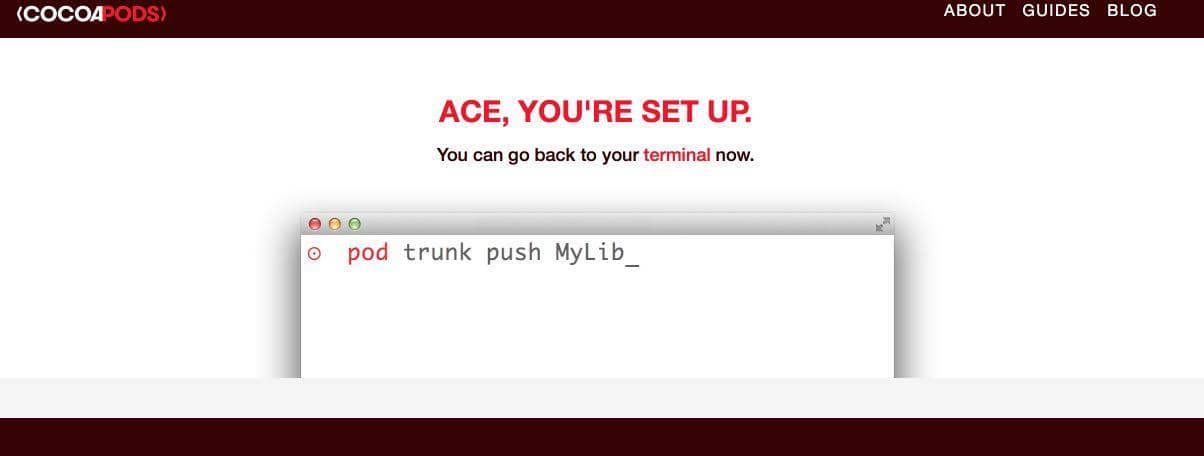 ⟨COCOAPODS⟩
ABOUT GUIDES BLOG
ACE, YOU'RE SET UP.
You can go back to your terminal now.
pod trunk push MyLib_